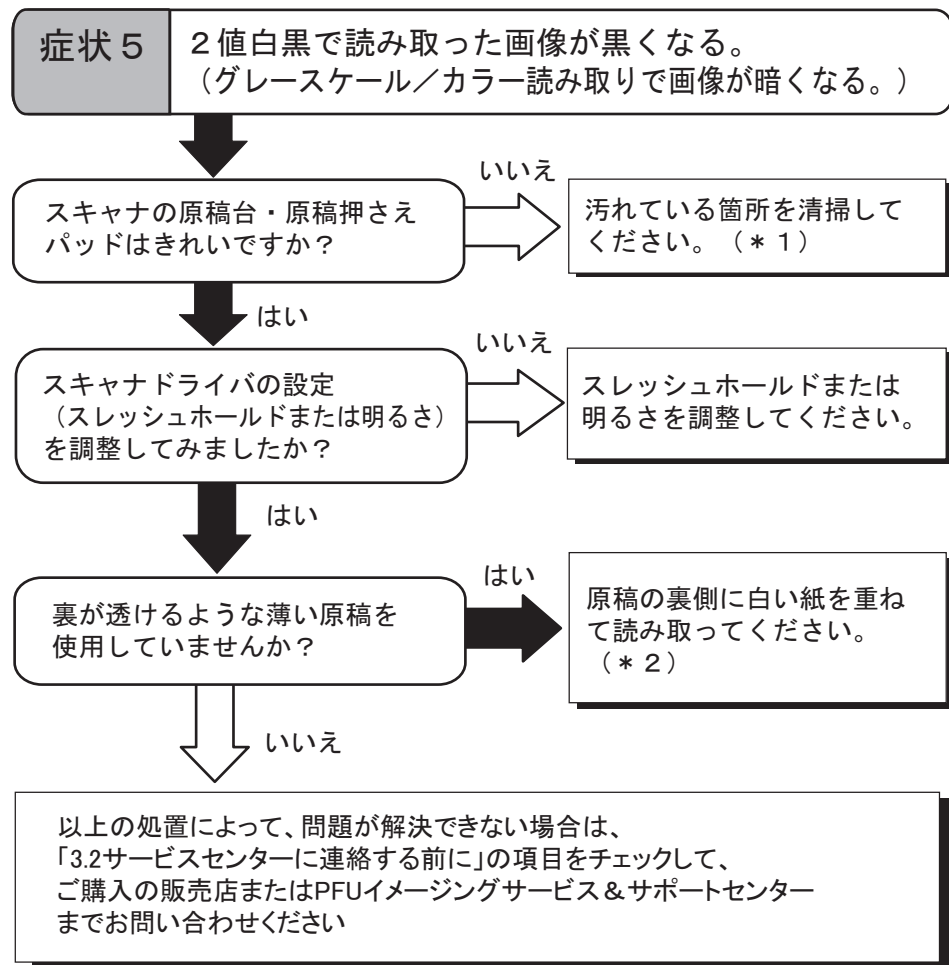 症状５
２値白黒で読み取った画像が黒くなる。
（グレースケール／カラー読み取りで画像が暗くなる。）
スキャナの原稿台・原稿押さえ
パッドはきれいですか？
いいえ
汚れている箇所を清掃して
ください。（＊１）
はい
スキャナドライバの設定
（スレッシュホールドまたは明るさ）
を調整してみましたか？
いいえ
スレッシュホールドまたは
明るさを調整してください。
はい
裏が透けるような薄い原稿を
使用していませんか？
はい
原稿の裏側に白い紙を重ね
て読み取ってください。
（＊２）
いいえ
以上の処置によって、問題が解決できない場合は、
「3.2サービスセンターに連絡する前に」の項目をチェックして、
ご購入の販売店またはPFUイメージングサービス＆サポートセンター
までお問い合わせください